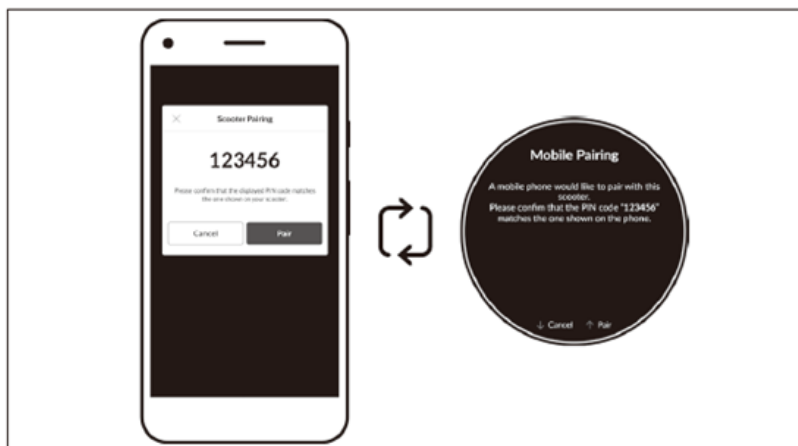 Scooter Pairing
123456
Please confirm that the displayed PIN code matches
the one shown on your scooter.
Cancel
Pair
Mobile Pairing
A mobile phone would like to pair with this
scooter.
Please confirm that the PIN code "123456"
matches the one shown on the phone.
↓ Cancel ↑ Pair